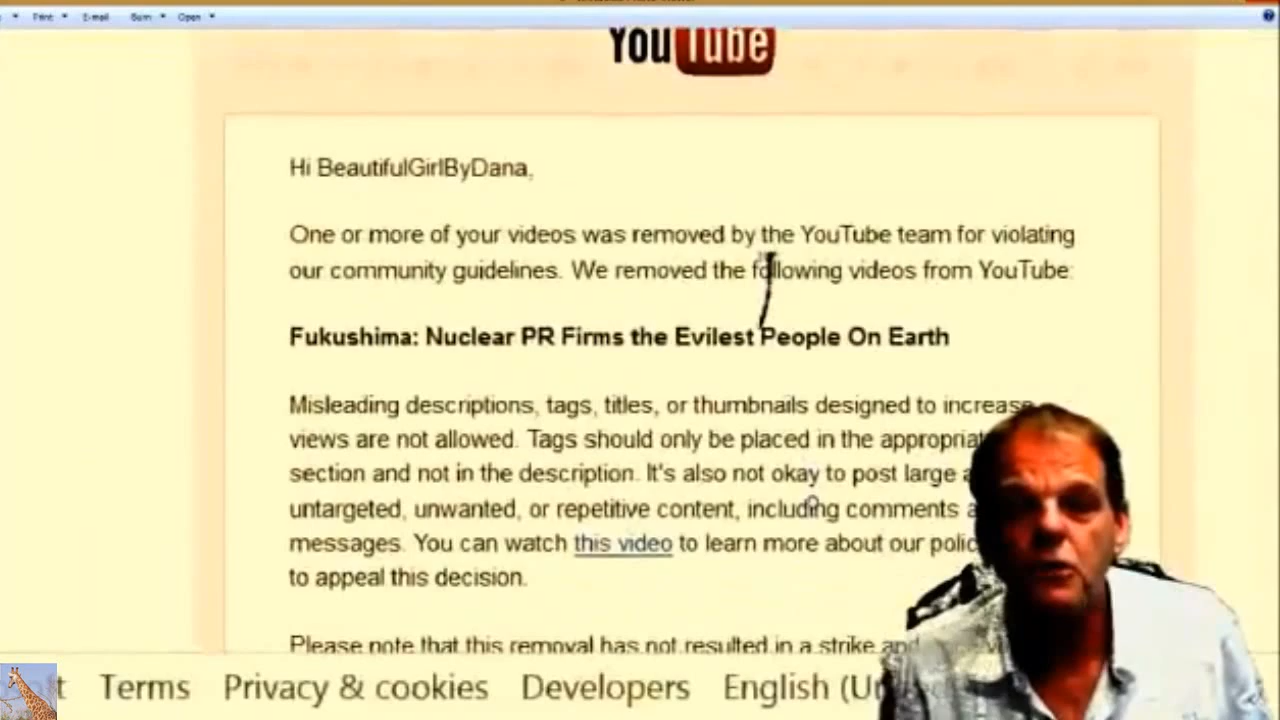 Print E-mail Burn Open
YouTube
Hi BeautifulGirlByDana,
One or more of your videos was removed by the YouTube team for violating
our community guidelines. We removed the following videos from YouTube:
Fukushima: Nuclear PR Firms the Evilest People On Earth
Misleading descriptions, tags, titles, or thumbnails designed to increase
views are not allowed. Tags should only be placed in the
section and not in the description. It's also not okay to post large
untargeted, unwanted, or repetitive content, including comments
messages. You can watch this video to learn more about our
to appeal this decision.
Please note that this removal has not resulted in a strike
Terms Privacy & cookies Developers English